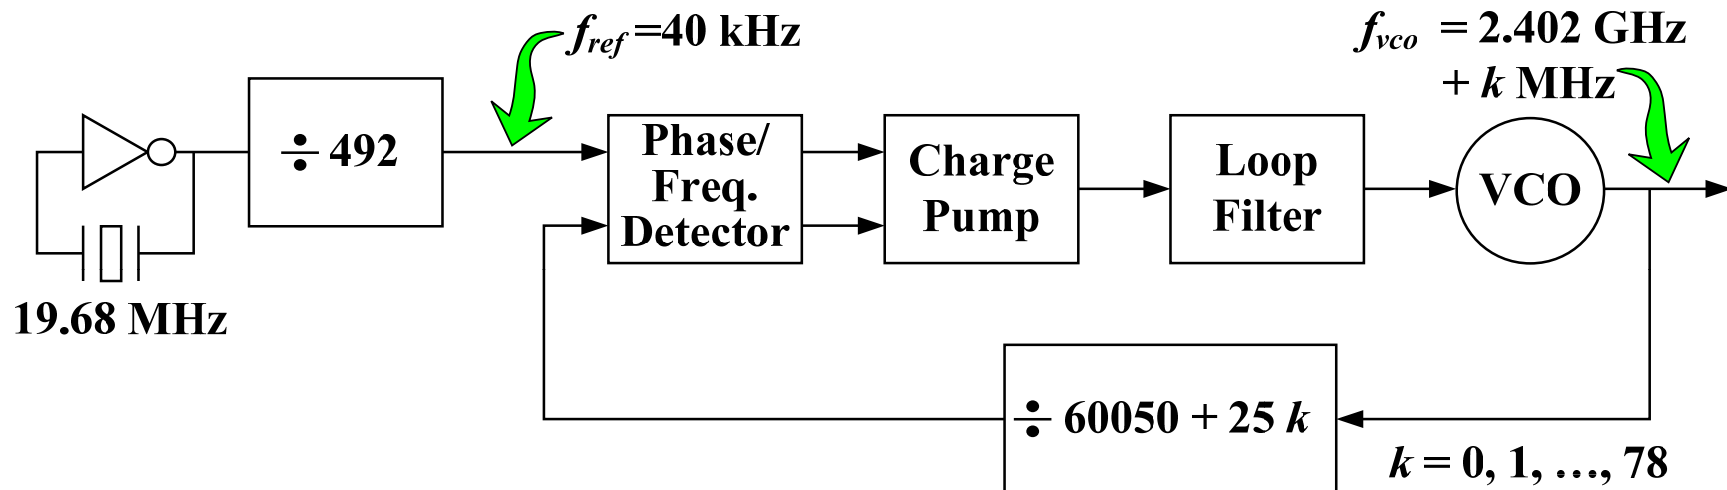 f_ref =40 kHz
f_vco = 2.402 GHz
+ k MHz
÷ 492
Phase/
Freq.
Detector
Charge
Pump
Loop
Filter
VCO
19.68 MHz
÷ 60050 + 25 k
k = 0, 1, …, 78